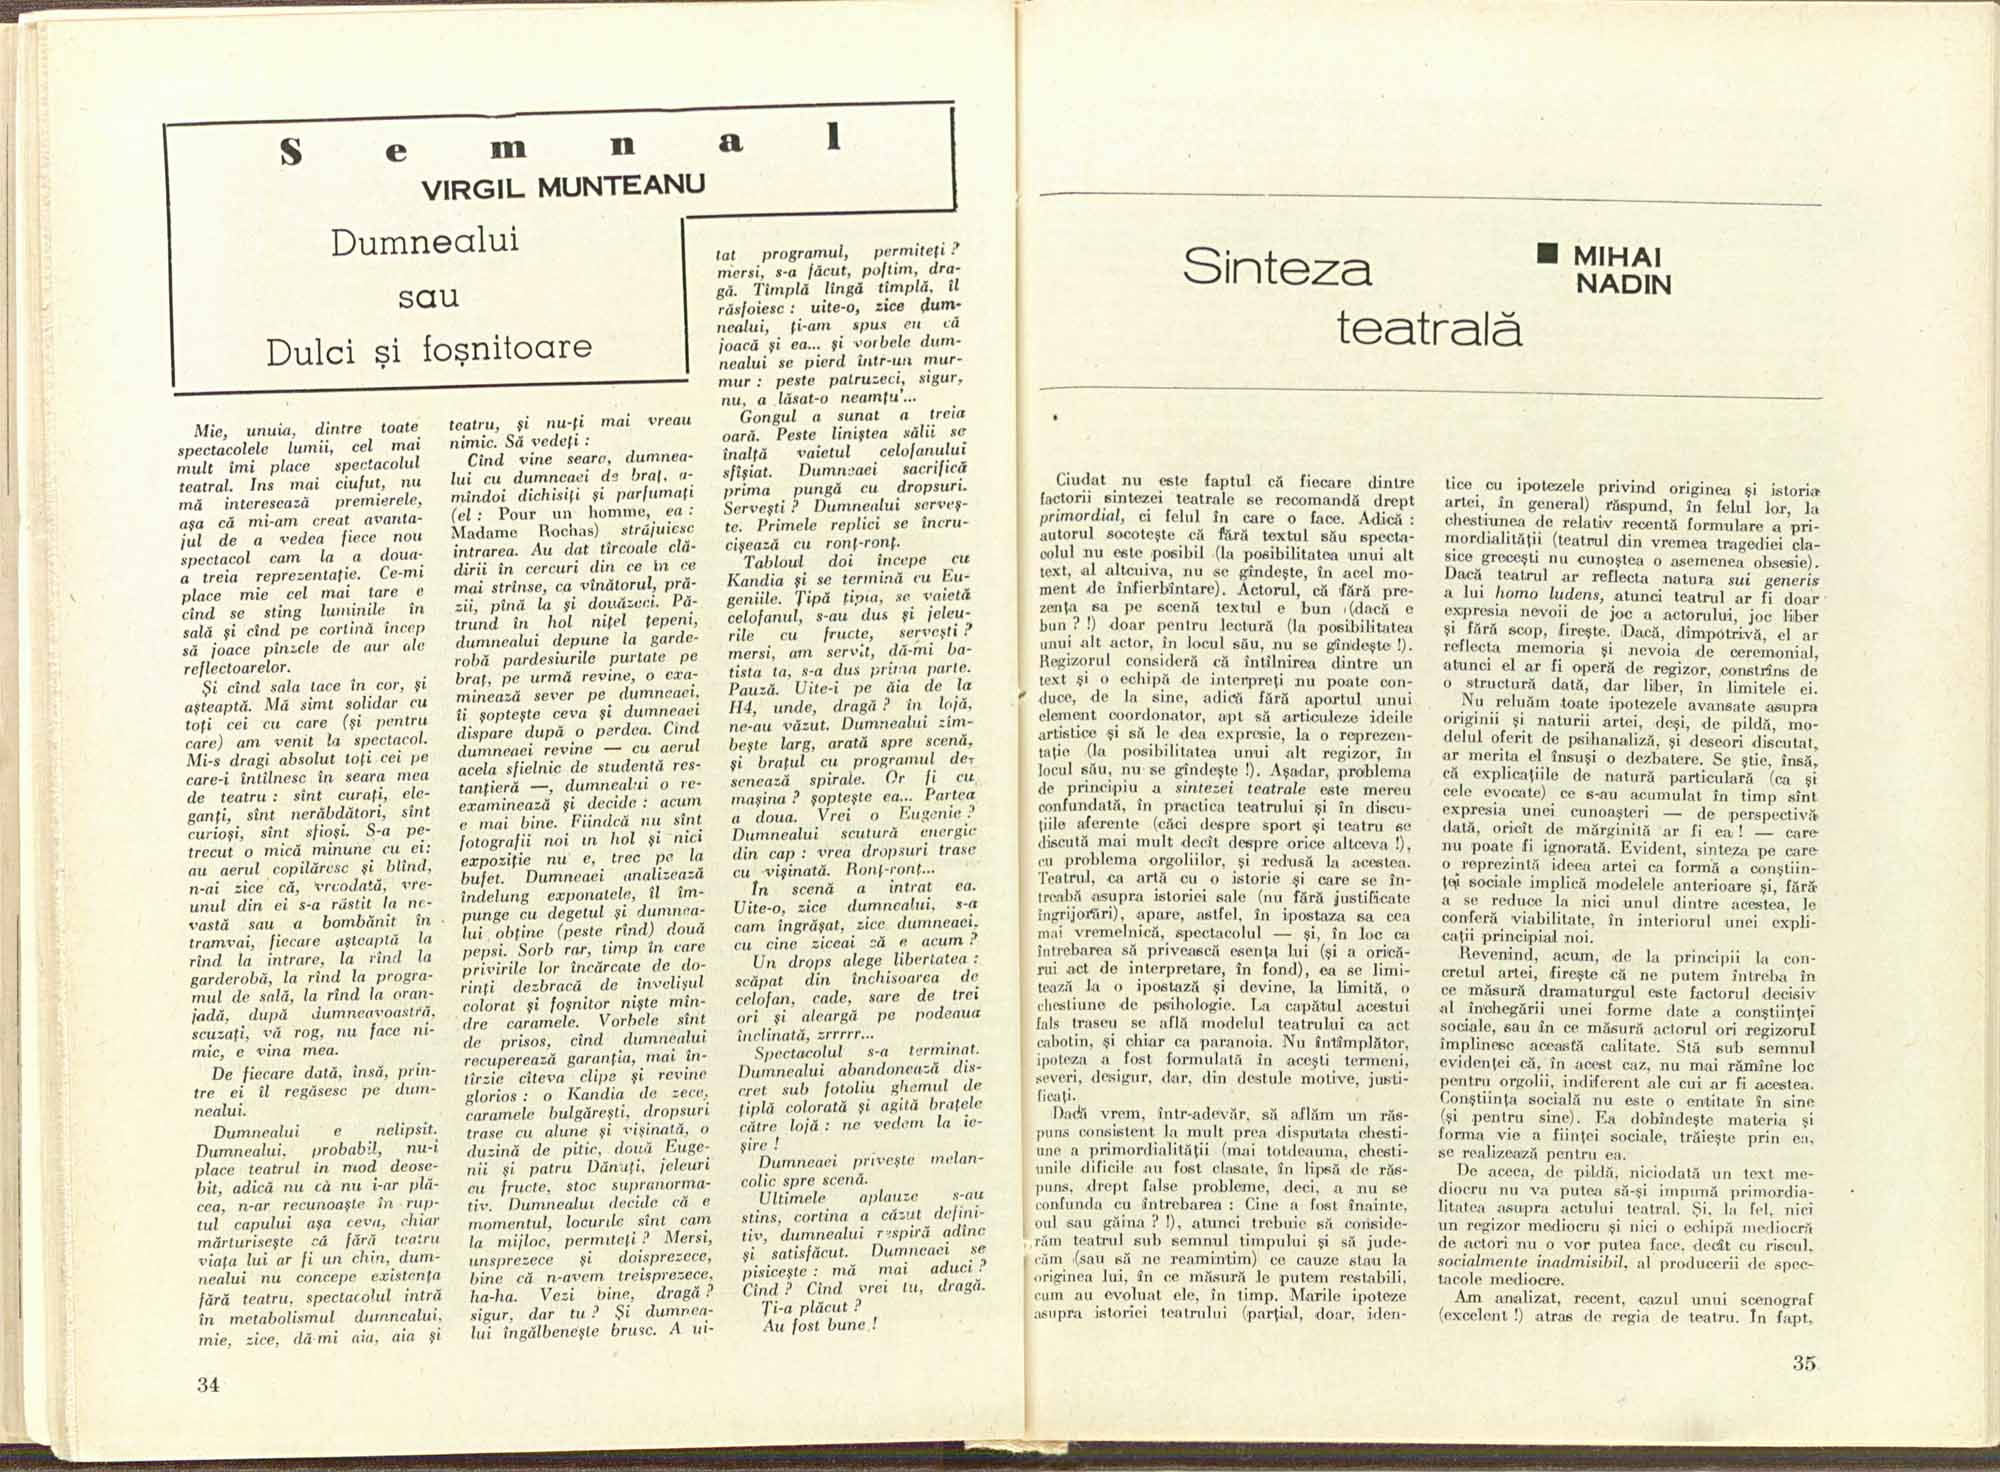 Semnal
VIRGIL MUNTEANU
Dumnealui
sau
Dulci și foșnitoare
Mie, unuia, dintre toate
spectacolele lumii, cel mai
mult îmi place spectacolul
teatral. Ins mai ciufut, nu
mă interesează premierele,
așa că mi-am creat avanta-
jul de a vedea fiece nou
spectacol cam la a doua-
a treia reprezentație. Ce-mi
place mie cel mai tare e
cînd se sting luminile în
sală și cînd pe cortină încep
să joace pînzele de aur ale
reflectoarelor.
Și cînd sala tace în cor, și
așteaptă. Mă simt solidar cu
toți cei cu care (și pentru
care) am venit la spectacol.
Mi-s dragi absolut toți cei pe
care-i întîlnesc în seara mea
de teatru : sînt curați, ele-
ganți, sînt nerăbdători, sînt
curioși, sînt sfioși. S-a pe-
trecut o mică minune cu ei:
au aerul copilăresc și blînd,
n-ai zice că, vreodată, vre-
unul din ei s-a răstit la ne-
vastă sau a bombănit în
tramvai, fiecare așteaptă la
rînd la intrare, la rînd la
garderobă, la rînd la progra-
mul de sală, la rînd la oran-
jadă, după dumneavoastră,
scuzați, vă rog, nu face ni-
mic, e vina mea.
De fiecare dată, însă, prin-
tre ei îl regăsesc pe dum-
nealui.
Dumnealui e nelipsit.
Dumnealui, probabil, nu-i
place teatrul in mod deose-
bit, adică nu că nu i-ar plă-
cea, n-ar recunoaște în rup-
tul capului așa ceva, chiar
mărturisește că fără teatru
viața lui ar fi un chin, dum-
nealui nu concepe existența
fără teatru, spectacolul intră
în metabolismul dumnealui,
mie, zice, dă-mi aia, aia și
teatru, și nu-ți mai vreau
nimic. Să vedeți :
Cînd vine seara, dumnea-
lui cu dumneaei de braț, a-
mîndoi dichisiți și parfumați
(el : Pour un homme, ea :
Madame Rochas) străjuiesc
intrarea. Au dat tîrcoale clă-
dirii în cercuri din ce în ce
mai strînse, ca vînătorul, pră-
zii, pînă la și douăzeci. Pă-
trund în hol nițel țepeni,
dumnealui depune la garde-
robă pardesiurile purtate pe
braț, pe urmă revine, o exa-
minează sever pe dumneaei,
îi șoptește ceva și dumneaei
dispare după o perdea. Cînd
dumneaei revine — cu aerul
acela sfielnic de studentă res-
tanțieră —, dumnealui o re-
examinează și decide : acum
e mai bine. Fiindcă nu sînt
fotografii noi in hol și nici
expoziție nu e, trec pe la
bufet. Dumneaei analizează
îndelung exponatele, îl îm-
punge cu degetul și dumnea-
lui obține (peste rînd) două
pepsi. Sorb rar, timp în care
privirile lor încărcate de do-
rinți dezbracă de învelișul
colorat și foșnitor niște mîn-
dre caramele. Vorbele sînt
de prisos, cînd dumnealui
recuperează garanția, mai în-
tîrzie cîteva clipe și revine
glorios : o Kandia de zece,
caramele bulgărești, dropsuri
trase cu alune și vișinată, o
duzină de pitic, două Euge-
nii și patru Dănuți, jeleuri
cu fructe, stoc supranorma-
tiv. Dumnealui decide că e
momentul, locurile sînt cam
la mijloc, permiteți ? Mersi,
unsprezece și doisprezece,
bine că n-avem treisprezece,
ha-ha. Vezi bine, dragă ?
sigur, dar tu ? Și dumnea-
lui îngălbenește brusc. A ui-
tat programul, permiteți ?
mersi, s-a făcut, poftim, dra-
gă. Tîmplă lîngă tîmplă, îl
răsfoiesc : uite-o, zice dum-
nealui, ți-am spus eu că
joacă și ea... și vorbele dum-
nealui se pierd într-un mur-
mur : peste patruzeci, sigur,
nu, a lăsat-o neamțu'...
Gongul a sunat a treia
oară. Peste liniștea sălii se
înalță vaietul celofanului
sfîșiat. Dumneaei sacrifică
prima pungă cu dropsuri.
Servești ? Dumnealui serveș-
te. Primele replici se încru-
cișează cu ronț-ronț.
Tabloul doi începe cu
Kandia și se termină cu Eu-
geniile. Țipă țipla, se vaietă
celofanul, s-au dus și jeleu-
rile cu fructe, servești ?
mersi, am servit, dă-mi ba-
tista ta, s-a dus prima parte.
Pauză. Uite-i pe ăia de la
H4, unde, dragă ? în lojă,
ne-au văzut. Dumnealui zîm-
bește larg, arată spre scenă,
și brațul cu programul de-
senează spirale. Or fi cu
mașina ? șoptește ea... Partea
a doua. Vrei o Eugenie ?
Dumnealui scutură energic
din cap : vrea dropsuri trase
cu vișinată. Ronț-ronț...
În scenă a intrat ea.
Uite-o, zice dumnealui, s-a
cam îngrășat, zice dumneaei,
cu cine ziceai că e acum ?
Un drops alege libertatea :
scăpat din închisoarea de
celofan, cade, sare de trei
ori și aleargă pe podeaua
înclinată, zrrrrr...
Spectacolul s-a terminat.
Dumnealui abandonează dis-
cret sub fotoliu ghemul de
țiplă colorată și agită brațele
către lojă : ne vedem la ie-
șire !
Dumneaei privește melan-
colic spre scenă.
Ultimele aplauze s-au
stins, cortina a căzut defini-
tiv, dumnealui respiră adînc
și satisfăcut. Dumneaei se
pisicește : mă mai aduci ?
Cînd ? Cînd vrei tu, dragă.
Ți-a plăcut ?
Au fost bune !
34
Sinteza
teatrală
■ MIHAI
NADIN
Ciudat nu este faptul că fiecare dintre
factorii sintezei teatrale se recomandă drept
primordial, ci felul în care o face. Adică :
autorul socotește că fără textul său specta-
colul nu este posibil (la posibilitatea unui alt
text, al altcuiva, nu se gîndește, în acel mo-
ment de înfierbîntare). Actorul, că fără pre-
zența sa pe scenă textul e bun (dacă e
bun ? !) doar pentru lectură (la posibilitatea
unui alt actor, în locul său, nu se gîndește !).
Regizorul consideră că întîlnirea dintre un
text și o echipă de interpreți nu poate con-
duce, de la sine, adică fără aportul unui
element coordonator, apt să articuleze ideile
artistice și să le dea expresie, la o reprezen-
tație (la posibilitatea unui alt regizor, în
locul său, nu se gîndește !). Așadar, problema
de principiu a sintezei teatrale este mereu
confundată, în practica teatrului și în discu-
țiile aferente (căci despre sport și teatru se
discută mai mult decît despre orice altceva !),
cu problema orgoliilor, și redusă la acestea.
Teatrul, ca artă cu o istorie și care se în-
treabă asupra istoriei sale (nu fără justificate
îngrijorări), apare, astfel, în ipostaza sa cea
mai vremelnică, spectacolul — și, în loc ca
întrebarea să privească esența lui (și a orică-
rui act de interpretare, în fond), ea se limi-
tează la o ipostază și devine, la limită, o
chestiune de psihologie. La capătul acestui
fals traseu se află modelul teatrului ca act
cabotin, și chiar ca paranoia. Nu întîmplător,
ipoteza a fost formulată în acești termeni,
severi, desigur, dar, din destule motive, justi-
ficați.
Dacă vrem, într-adevăr, să aflăm un răs-
puns consistent la mult prea disputata chesti-
une a primordialității (mai totdeauna, chesti-
unile dificile au fost clasate, în lipsă de răs-
puns, drept false probleme, deci, a nu se
confunda cu întrebarea : Cine a fost înainte,
oul sau găina ? !), atunci trebuie să conside-
răm teatrul sub semnul timpului și să jude-
căm (sau să ne reamintim) ce cauze stau la
originea lui, în ce măsură le putem restabili,
cum au evoluat ele, în timp. Marile ipoteze
asupra istoriei teatrului (parțial, doar, iden-
tice cu ipotezele privind originea și istoria
artei, în general) răspund, în felul lor, la
chestiunea de relativ recentă formulare a pri-
mordialității (teatrul din vremea tragediei cla-
sice grecești nu cunoștea o asemenea obsesie).
Dacă teatrul ar reflecta natura sui generis
a lui homo ludens, atunci teatrul ar fi doar
expresia nevoii de joc a actorului, joc liber
și fără scop, firește. Dacă, dimpotrivă, el ar
reflecta memoria și nevoia de ceremonial,
atunci el ar fi operă de regizor, constrîns de
o structură dată, dar liber, în limitele ei.
Nu reluăm toate ipotezele avansate asupra
originii și naturii artei, deși, de pildă, mo-
delul oferit de psihanaliză, și deseori discutat,
ar merita el însuși o dezbatere. Se știe, însă,
că explicațiile de natură particulară (ca și
cele evocate) ce s-au acumulat în timp sînt
expresia unei cunoașteri — de perspectivă
dată, oricît de mărginită ar fi ea ! — care
nu poate fi ignorată. Evident, sinteza pe care
o reprezintă ideea artei ca formă a conștiin-
ței sociale implică modelele anterioare și, fără
a se reduce la nici unul dintre acestea, le
conferă viabilitate, în interiorul unei expli-
cații principial noi.
Revenind, acum, de la principii la con-
cretul artei, firește că ne putem întreba în
ce măsură dramaturgul este factorul decisiv
al închegării unei forme date a conștiinței
sociale, sau în ce măsură actorul ori regizorul
împlinesc această calitate. Stă sub semnul
evidenței că, în acest caz, nu mai rămîne loc
pentru orgolii, indiferent ale cui ar fi acestea.
Conștiința socială nu este o entitate în sine
(și pentru sine). Ea dobîndește materia și
forma vie a ființei sociale, trăiește prin ea,
se realizează pentru ea.
De aceea, de pildă, niciodată un text me-
diocru nu va putea să-și impună primordia-
litatea asupra actului teatral. Și, la fel, nici
un regizor mediocru și nici o echipă mediocră
de actori nu o vor putea face, decît cu riscul,
socialmente inadmisibil, al producerii de spec-
tacole mediocre.
Am analizat, recent, cazul unui scenograf
(excelent !) atras de regia de teatru. În fapt,
35